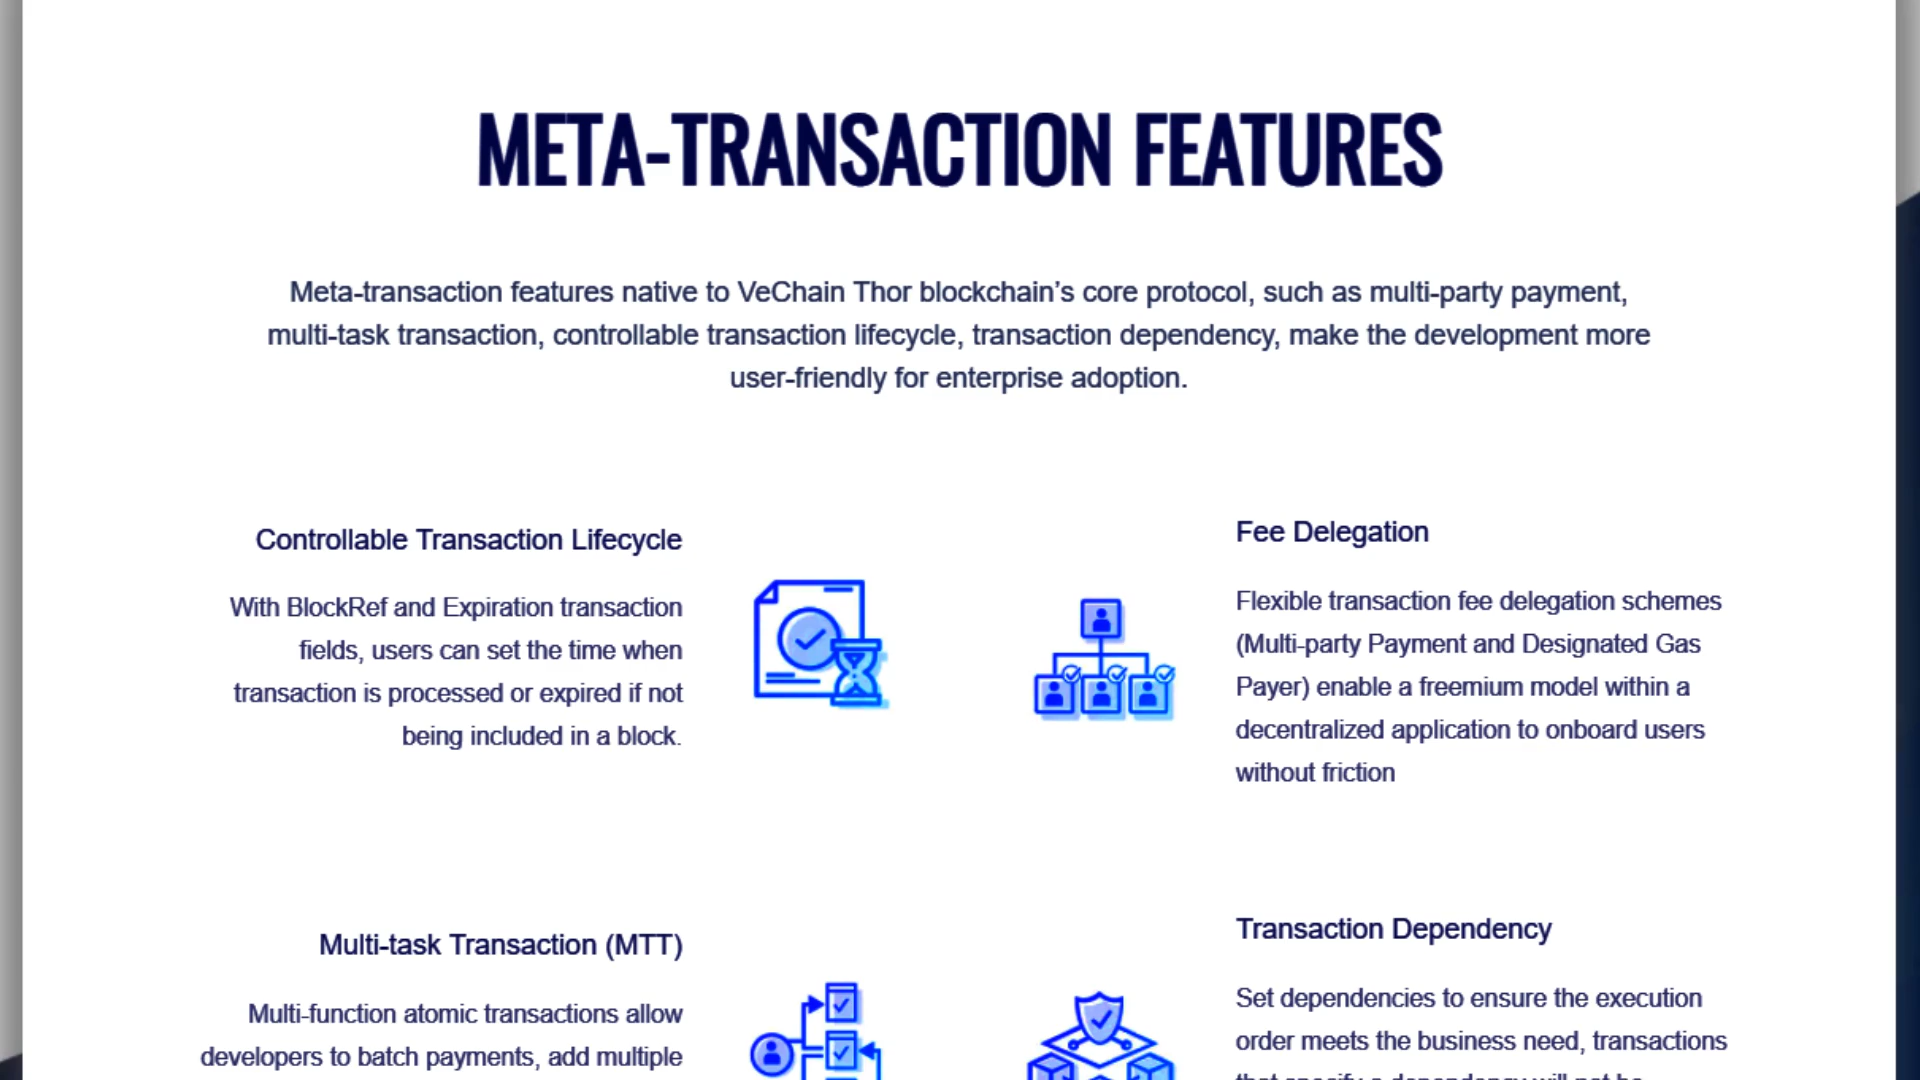 META-TRANSACTION FEATURES
Meta-transaction features native to VeChain Thor blockchain’s core protocol, such as multi-party payment,
multi-task transaction, controllable transaction lifecycle, transaction dependency, make the development more
user-friendly for enterprise adoption.
Controllable Transaction Lifecycle
With BlockRef and Expiration transaction
fields, users can set the time when
transaction is processed or expired if not
being included in a block.
Fee Delegation
Flexible transaction fee delegation schemes
(Multi-party Payment and Designated Gas
Payer) enable a freemium model within a
decentralized application to onboard users
without friction
Multi-task Transaction (MTT)
Multi-function atomic transactions allow
developers to batch payments, add multiple
Transaction Dependency
Set dependencies to ensure the execution
order meets the business need, transactions
that specify a dependency will not be